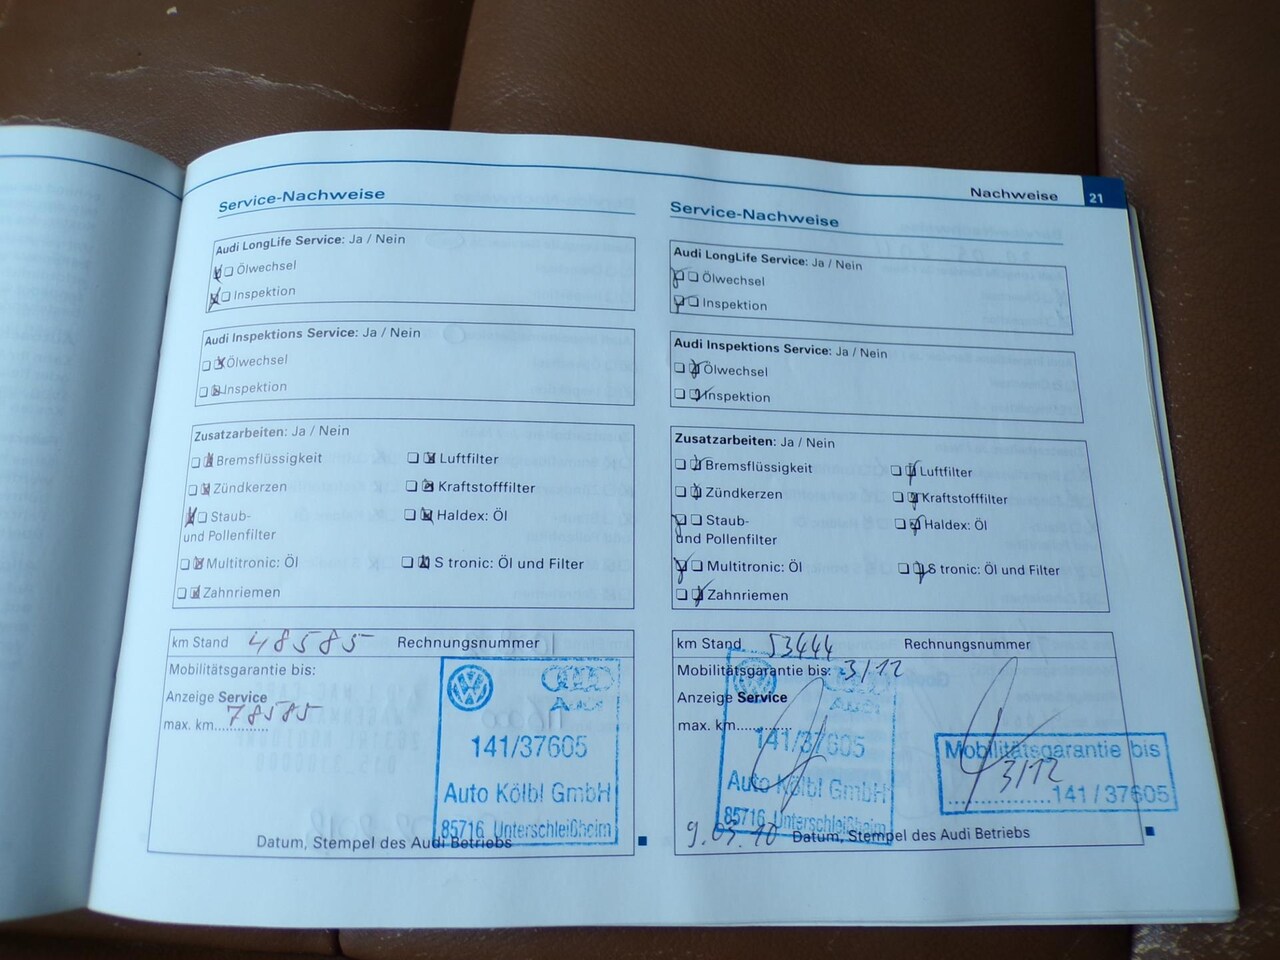 Nachweise 21
Service-Nachweise
Audi LongLife Service: Ja / Nein
Ölwechsel
Inspektion
Audi Inspektions Service: Ja / Nein
Ölwechsel
Inspektion
Zusatzarbeiten: Ja / Nein
Bremsflüssigkeit Luftfilter
Zündkerzen Kraftstofffilter
Staub- Haldex: Öl
und Pollenfilter
Multitronic: Öl S tronic: Öl und Filter
Zahnriemen
km Stand 48585 Rechnungsnummer
Mobilitätsgarantie bis:
Anzeige Service
max. km 78585
Audi
141/37605
Auto Kölbl GmbH
85716 Unterschleißheim
Datum, Stempel des Audi Betriebs
Service-Nachweise
Audi LongLife Service: Ja / Nein
Ölwechsel
Inspektion
Audi Inspektions Service: Ja / Nein
Ölwechsel
Inspektion
Zusatzarbeiten: Ja / Nein
Bremsflüssigkeit Luftfilter
Zündkerzen Kraftstofffilter
Staub- Haldex: Öl
und Pollenfilter
Multitronic: Öl S tronic: Öl und Filter
Zahnriemen
km Stand 53444 Rechnungsnummer
Mobilitätsgarantie bis: 3/12
Anzeige Service
max. km
Audi
141/37605
Auto Kölbl GmbH
85716 Unterschleißheim
Mobilitätsgarantie bis
3/12
141/37605
9.03.10 Datum, Stempel des Audi Betriebs